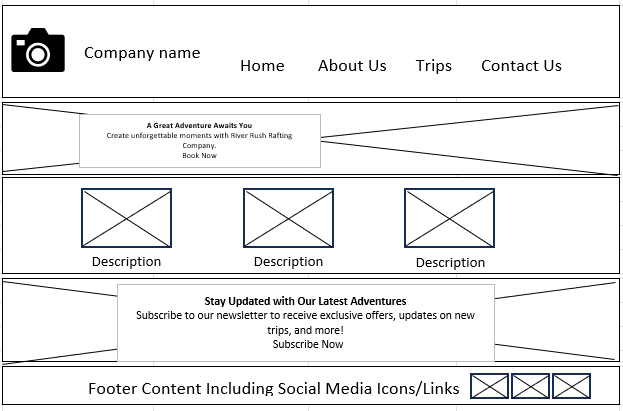 Company name
Home About Us Trips Contact Us
A Great Adventure Awaits You
Create unforgettable moments with River Rush Rafting
Company.
Book Now
Description Description Description
Stay Updated with Our Latest Adventures
Subscribe to our newsletter to receive exclusive offers, updates on new
trips, and more!
Subscribe Now
Footer Content Including Social Media Icons/Links